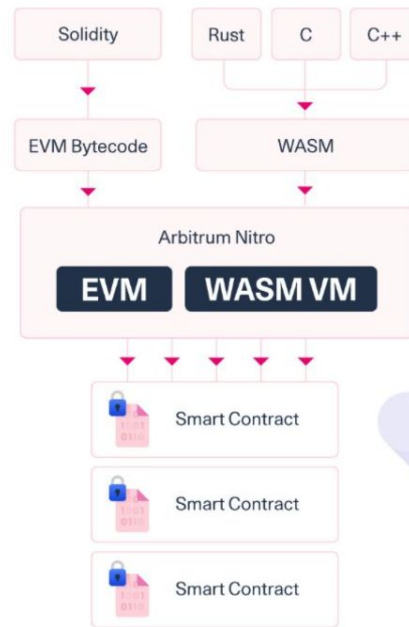 Solidity
Rust
C
C++
EVM Bytecode
WASM
Arbitrum Nitro
EVM
WASM VM
Smart Contract
Smart Contract
Smart Contract